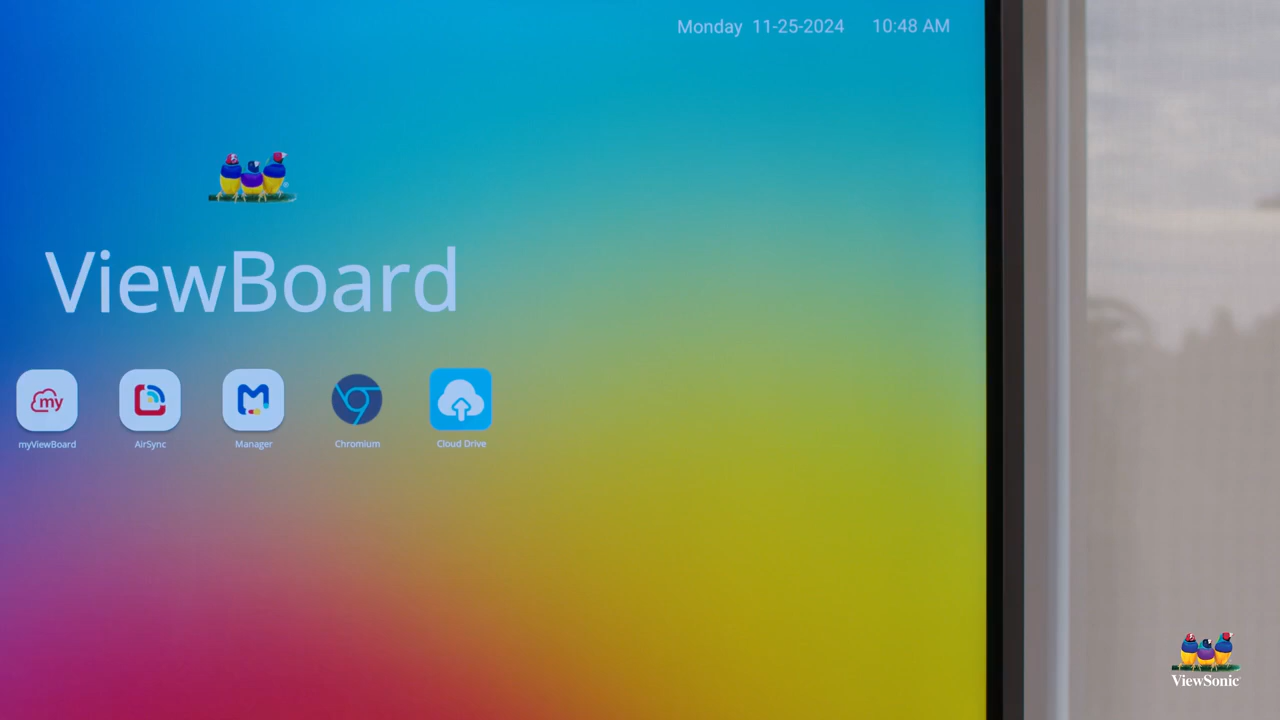 Monday 11-25-2024 10:48 AM
ViewBoard
my
myViewBoard AirSync Manager Chromium Cloud Drive
ViewSonic